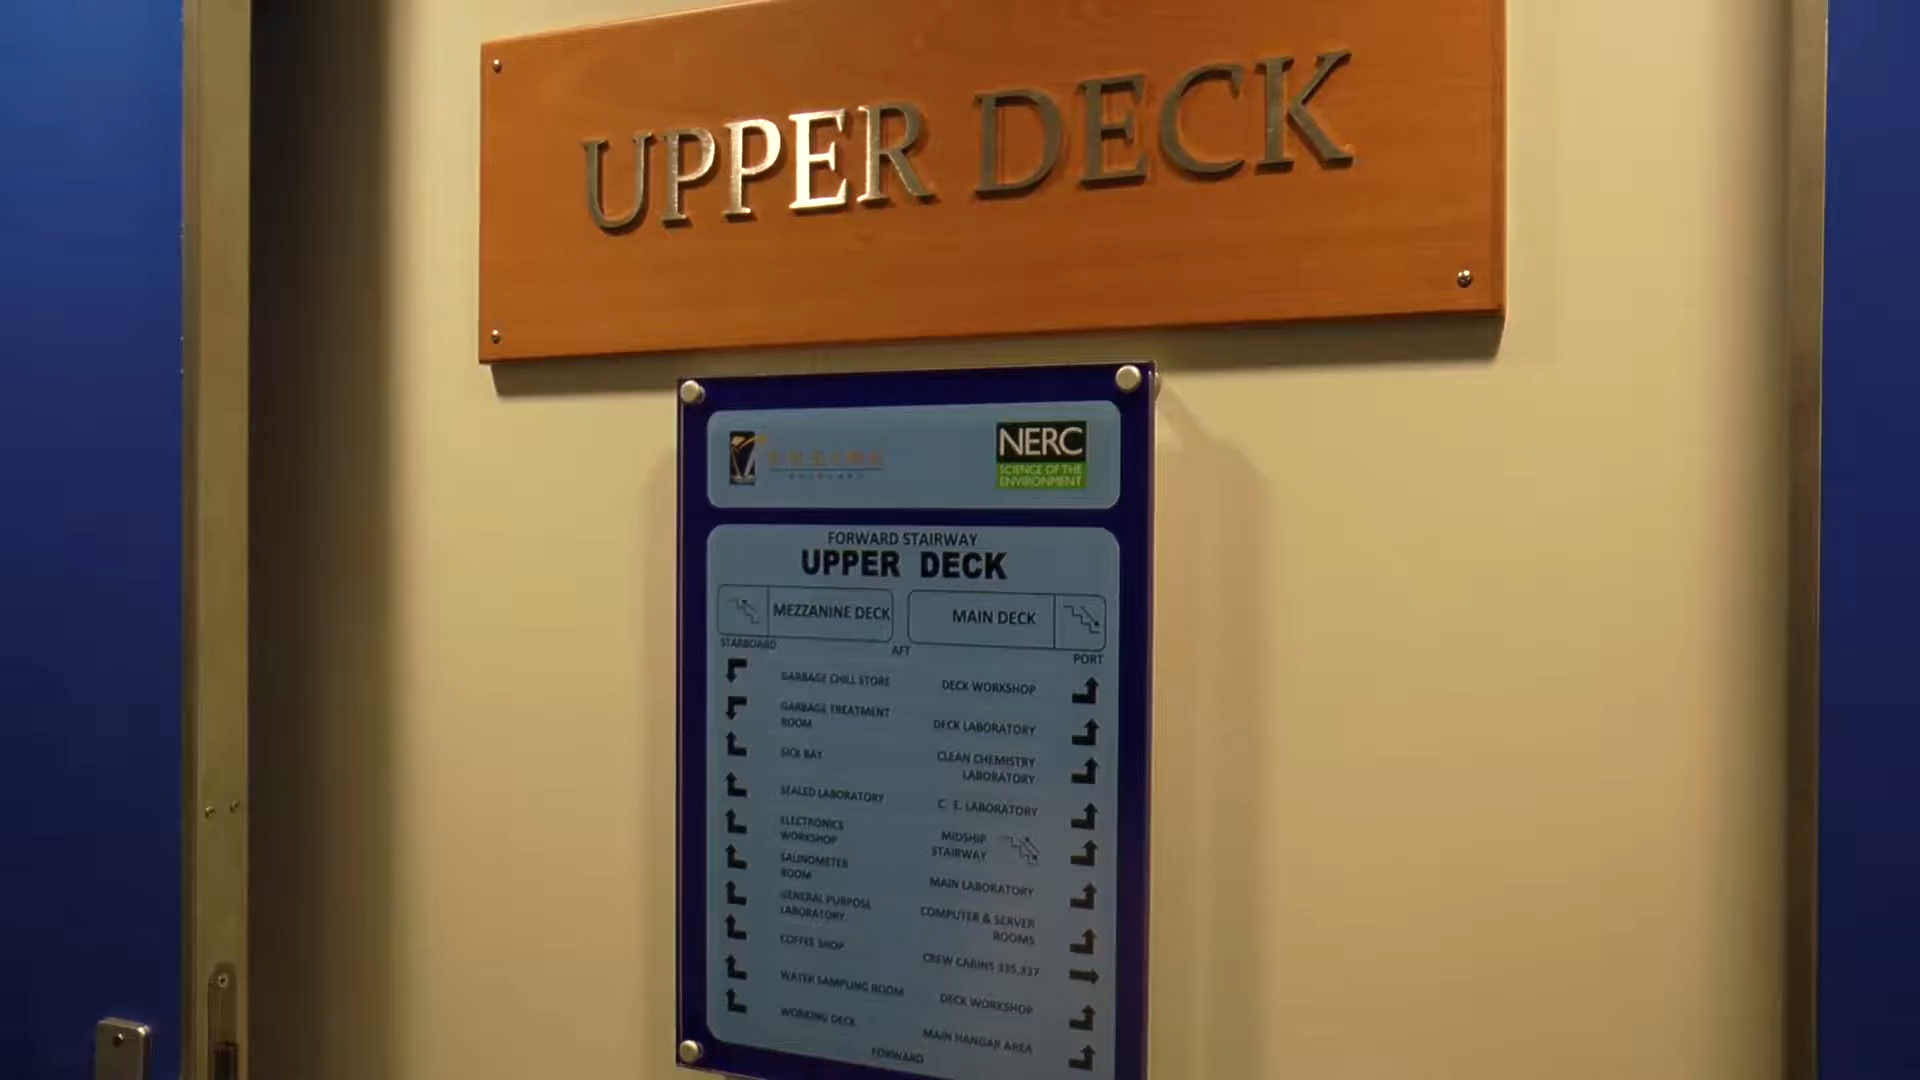 UPPER DECK
NERC
SCIENCE OF THE
ENVIRONMENT
FORWARD STAIRWAY
UPPER DECK
MEZZANINE DECK
MAIN DECK
STARBOARD
AFT
PORT
GARBAGE CHILL STORE
GARBAGE TREATMENT
ROOM
SICK BAY
SEALED LABORATORY
ELECTRONICS
WORKSHOP
SALINOMETER
ROOM
GENERAL PURPOSE
LABORATORY
COFFEE SHOP
WATER SAMPLING ROOM
WORKING DECK
DECK WORKSHOP
DECK LABORATORY
CLEAN CHEMISTRY
LABORATORY
C. E. LABORATORY
MIDSHIP
STAIRWAY
MAIN LABORATORY
COMPUTER & SERVER
ROOMS
CREW CABINS 335,337
DECK WORKSHOP
MAIN HANGAR AREA
FORWARD